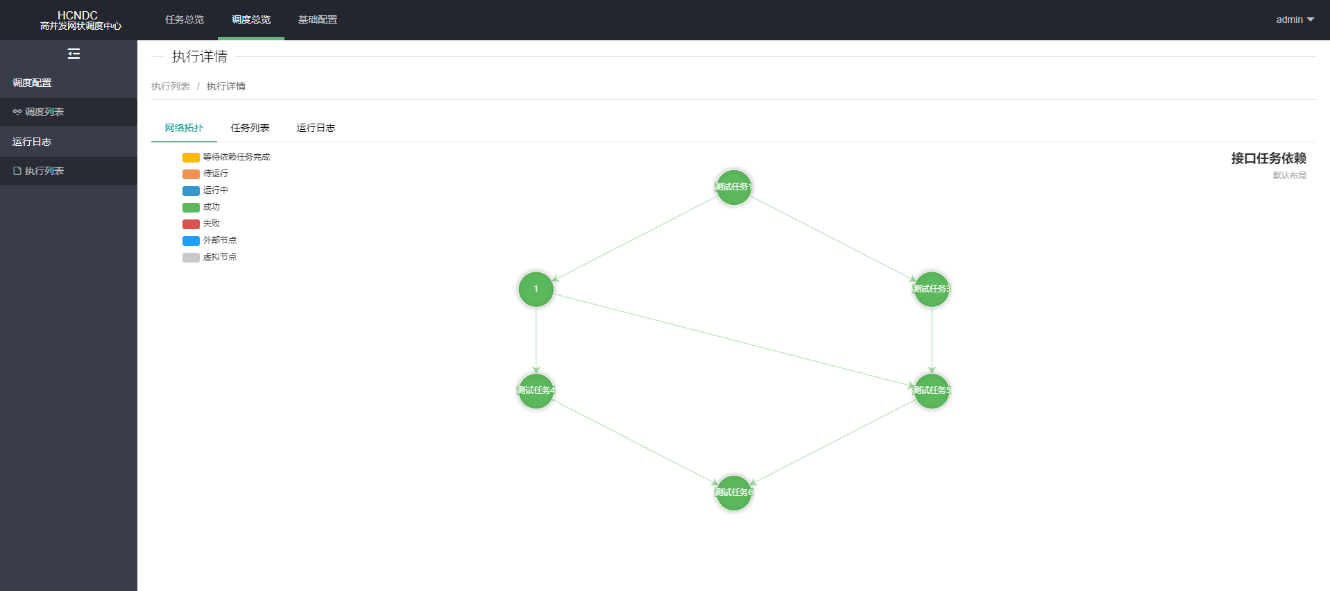 HCNDC
高并发网状调度中心
任务总览
调度总览
基础配置
admin
调度配置
调度列表
运行日志
执行列表
执行详情
执行列表 / 执行详情
网络拓扑
任务列表
运行日志
等待依赖任务完成
待运行
运行中
成功
失败
外部节点
虚拟节点
接口任务依赖
默认布局
测试任务1
1
测试任务3
测试任务4
测试任务5
测试任务6